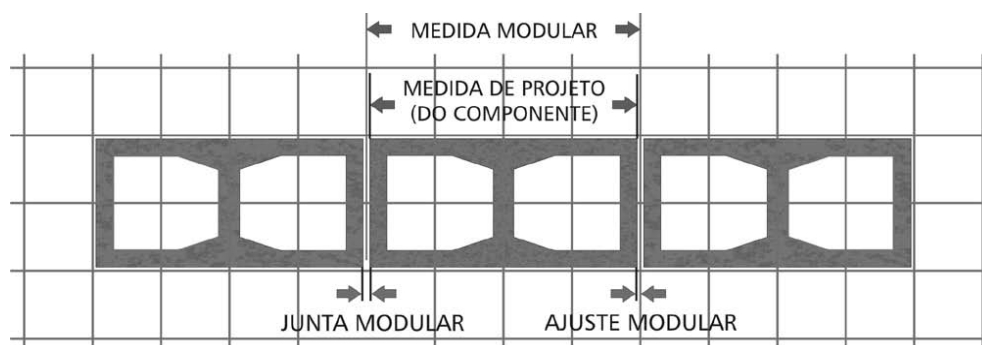 MEDIDA MODULAR
MEDIDA DE PROJETO
(DO COMPONENTE)
JUNTA MODULAR
AJUSTE MODULAR